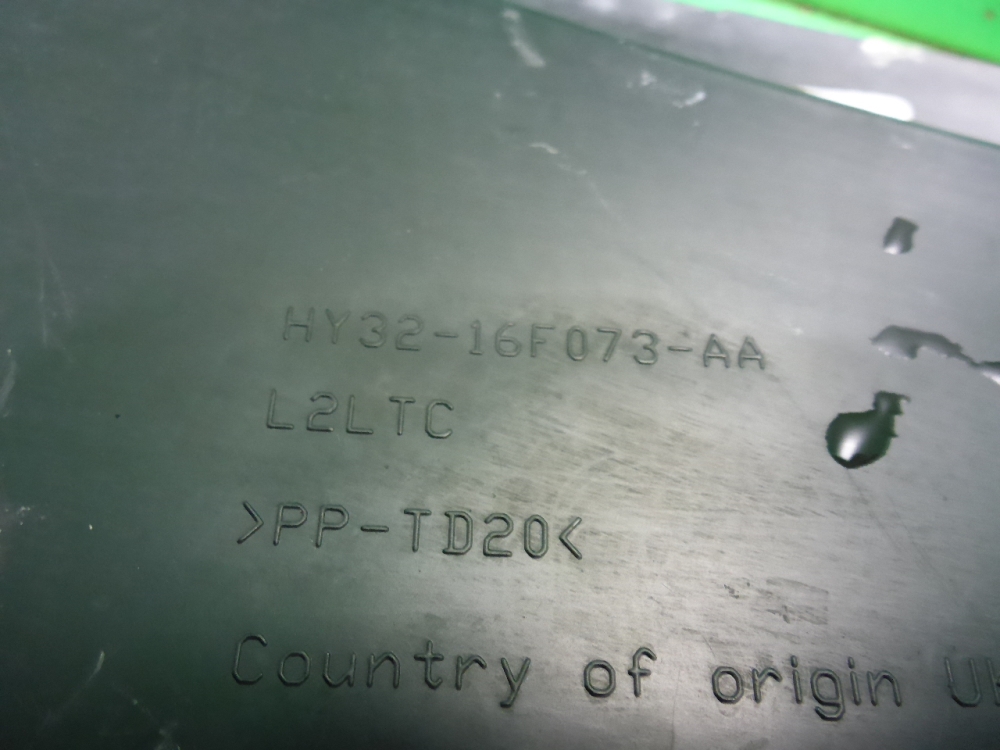 HY32-16F073-AA
L2LTC
>PP-TD20<
Country of origin